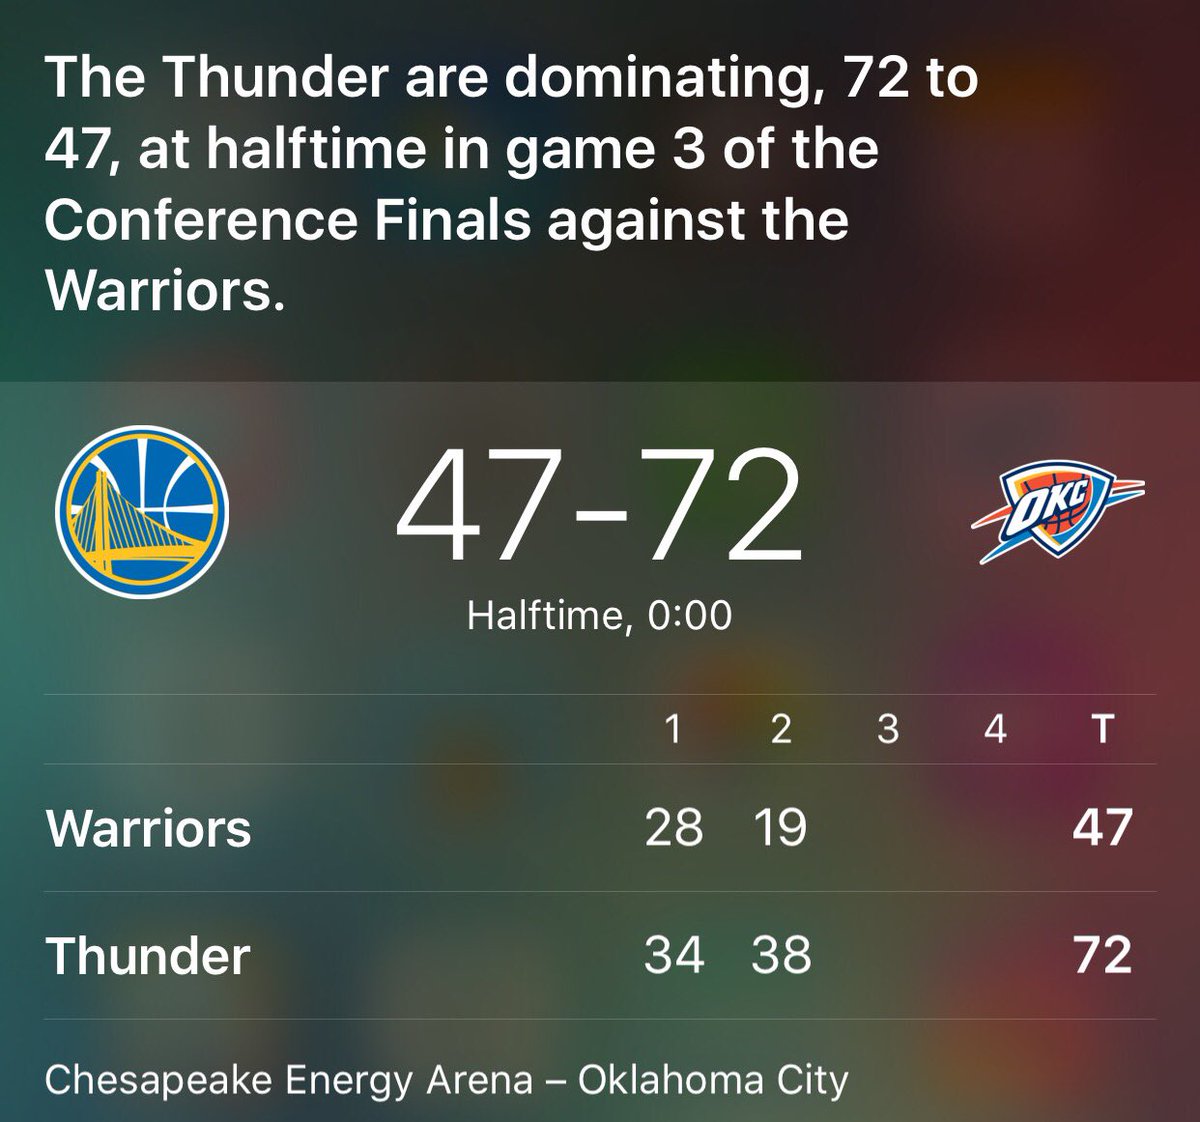 The Thunder are dominating, 72 to
47, at halftime in game 3 of the
Conference Finals against the
Warriors.
47-72
OKC
Halftime, 0:00
1 2 3 4 T
Warriors 28 19 47
Thunder 34 38 72
Chesapeake Energy Arena – Oklahoma City